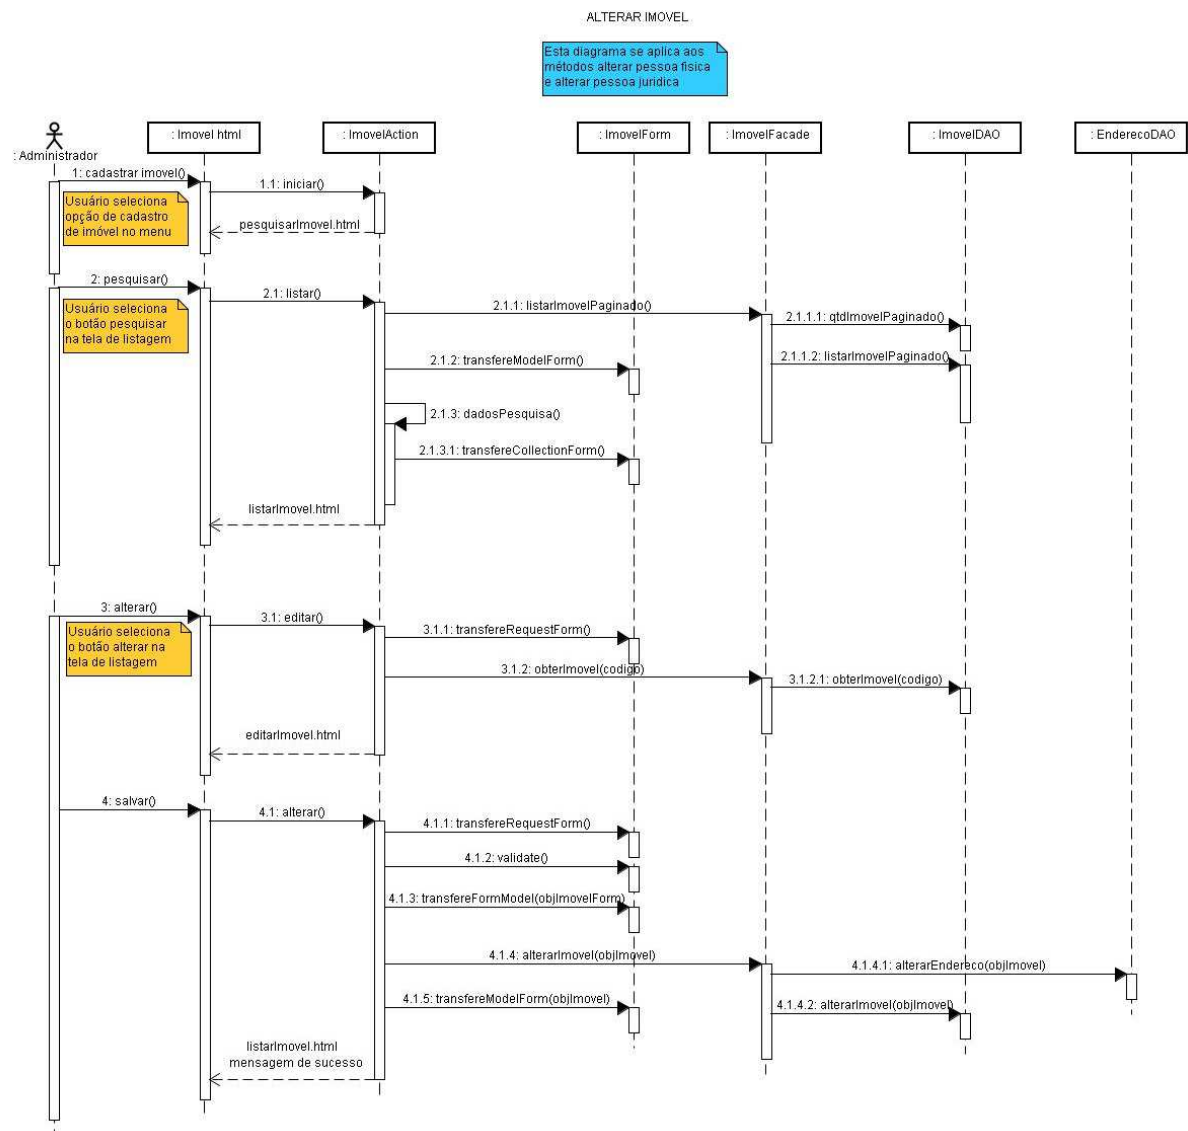 ALTERAR IMOVEL
Esta diagrama se aplica aos
métodos alterar pessoa fisica
e alterar pessoa juridica
: Administrador
: Imovel html
: ImovelAction
: ImovelForm
: ImovelFacade
: ImovelDAO
: EnderecoDAO
1: cadastrar imovel()
1.1: iniciar()
Usuário seleciona
opção de cadastro
de imóvel no menu
pesquisarImovel.html
2: pesquisar()
2.1: listar()
Usuário seleciona
o botão pesquisar
na tela de listagem
2.1.1: listarImovelPaginado()
2.1.1.1: qtdImovelPaginado()
2.1.1.2: listarImovelPaginado()
2.1.2: transfereModelForm()
2.1.3: dadosPesquisa()
2.1.3.1: transfereCollectionForm()
listarImovel.html
3: alterar()
3.1: editar()
Usuário seleciona
o botão alterar na
tela de listagem
3.1.1: transfereRequestForm()
3.1.2: obterImovel(codigo)
3.1.2.1: obterImovel(codigo)
editarImovel.html
4: salvar()
4.1: alterar()
4.1.1: transfereRequestForm()
4.1.2: validate()
4.1.3: transfereFormModel(objImovelForm)
4.1.4: alterarImovel(objImovel)
4.1.4.1: alterarEndereco(objImovel)
4.1.5: transfereModelForm(objImovel)
4.1.4.2: alterarImovel(objImovel)
listarImovel.html
mensagem de sucesso